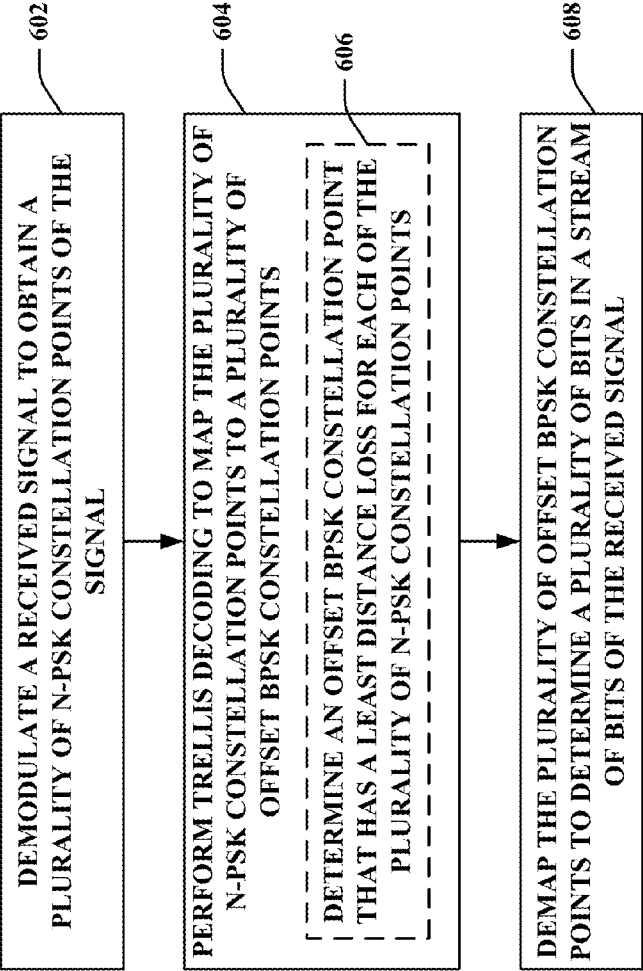 602
DEMODULATE A RECEIVED SIGNAL TO OBTAIN A
PLURALITY OF N-PSK CONSTELLATION POINTS OF THE
SIGNAL
604
PERFORM TRELLIS DECODING TO MAP THE PLURALITY OF
N-PSK CONSTELLATION POINTS TO A PLURALITY OF
OFFSET BPSK CONSTELLATION POINTS
606
DETERMINE AN OFFSET BPSK CONSTELLATION POINT
THAT HAS A LEAST DISTANCE LOSS FOR EACH OF THE
PLURALITY OF N-PSK CONSTELLATION POINTS
608
DEMAP THE PLURALITY OF OFFSET BPSK CONSTELLATION
POINTS TO DETERMINE A PLURALITY OF BITS IN A STREAM
OF BITS OF THE RECEIVED SIGNAL